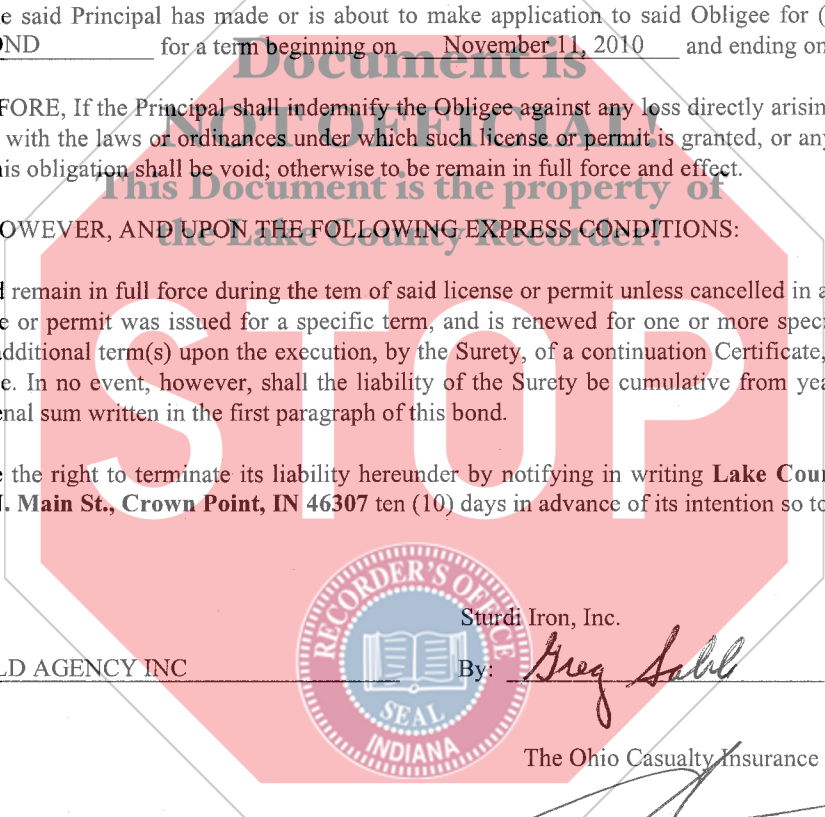 e said Principal has made or is about to make application to said Obligee for (
OND for a term beginning on November 11, 2010 and ending on
Document is
FORE, If the Principal shall indemnify the Obligee against any loss directly arisin
NOT OFFICIAL!
with the laws or ordinances under which such license or permit is granted, or any
is obligation shall be void; otherwise to be remain in full force and effect.
This Document is the property of
the Lake County Recorder!
OWEVER, AND UPON THE FOLLOWING EXPRESS CONDITIONS:
d remain in full force during the tem of said license or permit unless cancelled in a
e or permit was issued for a specific term, and is renewed for one or more speci
additional term(s) upon the execution, by the Surety, of a continuation Certificate,
e. In no event, however, shall the liability of the Surety be cumulative from yea
enal sum written in the first paragraph of this bond.
STOP
e the right to terminate its liability hereunder by notifying in writing Lake Cou
N. Main St., Crown Point, IN 46307 ten (10) days in advance of its intention so to
RECORDER'S OFFICE
SEAL
INDIANA
Sturdi Iron, Inc.
LD AGENCY INC By: Greg
The Ohio Casualty Insurance